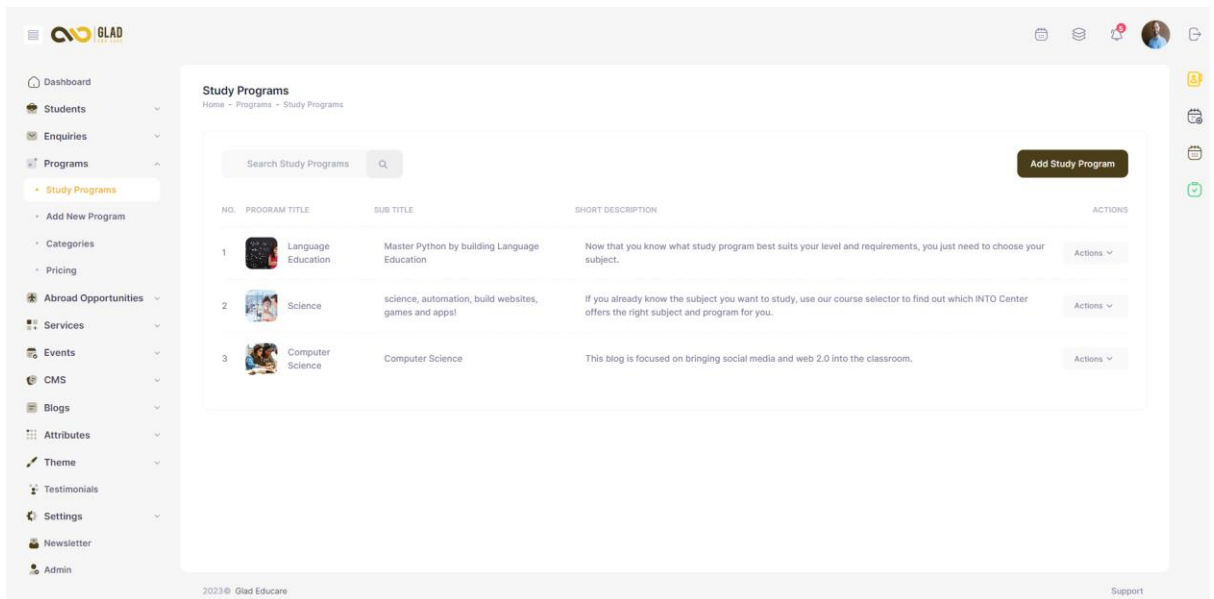 GLAD
EDU CARE
5
Dashboard
Students
Enquiries
Programs
Study Programs
Add New Program
Categories
Pricing
Abroad Opportunities
Services
Events
CMS
Blogs
Attributes
Theme
Testimonials
Settings
Newsletter
Admin
Study Programs
Home - Programs - Study Programs
Search Study Programs
Add Study Program
NO. PROGRAM TITLE SUB TITLE SHORT DESCRIPTION ACTIONS
1
Language
Education
Master Python by building Language
Education
Now that you know what study program best suits your level and requirements, you just need to choose your
subject.
Actions
2
Science
science, automation, build websites,
games and apps!
If you already know the subject you want to study, use our course selector to find out which INTO Center
offers the right subject and program for you.
Actions
3
Computer
Science
Computer Science
This blog is focused on bringing social media and web 2.0 into the classroom.
Actions
2023© Glad Educare
Support